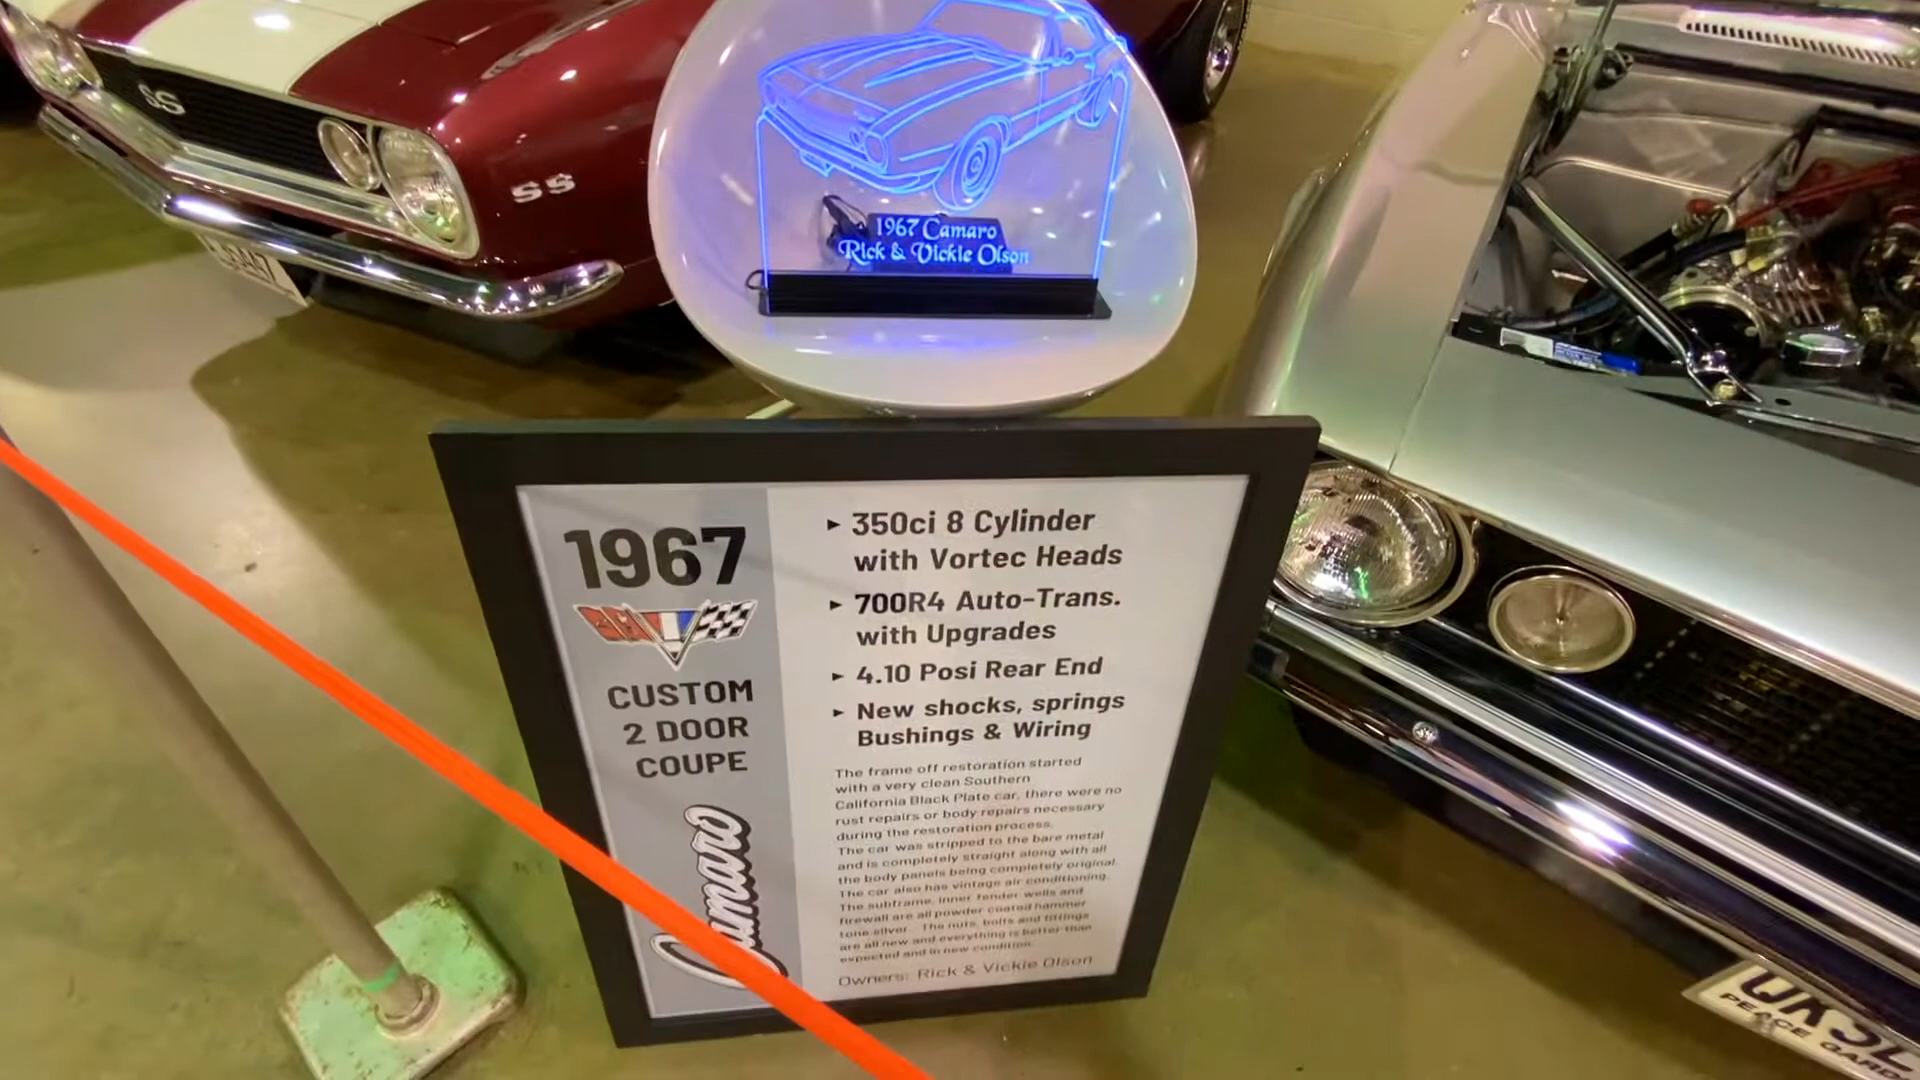 SS
SS
1967 Camaro
Rick & Vickie Olson
1967
CUSTOM
2 DOOR
COUPE
Camaro
► 350ci 8 Cylinder
with Vortec Heads
► 700R4 Auto-Trans.
with Upgrades
► 4.10 Posi Rear End
► New shocks, springs
Bushings & Wiring
The frame off restoration started
with a very clean Southern
California Black Plate car, there were no
rust repairs or body repairs necessary
during the restoration process.
The car was stripped to the bare metal
and is completely straight along with all
the body panels being completely original.
The car also has vintage air conditioning.
The subframe, inner fender wells and
firewall are all powder coated hammer
tone silver. The nuts, bolts and fittings
are all new and everything is better than
expected and in new condition.
Owners: Rick & Vickie Olson
PEACE GARD